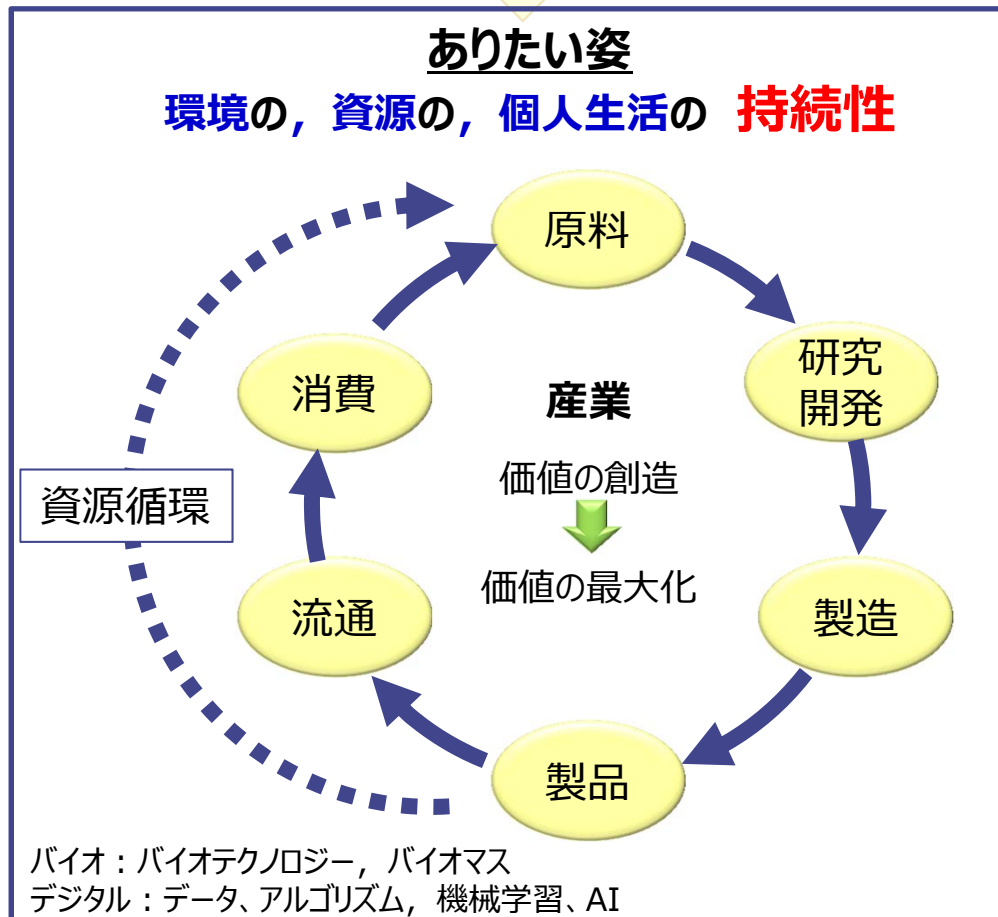 ありたい姿
環境の, 資源の, 個人生活の 持続性
原料
研究
開発
製造
製品
流通
消費
資源循環
産業
価値の創造
価値の最大化
バイオ：バイオテクノロジー, バイオマス
デジタル：データ、アルゴリズム, 機械学習、AI